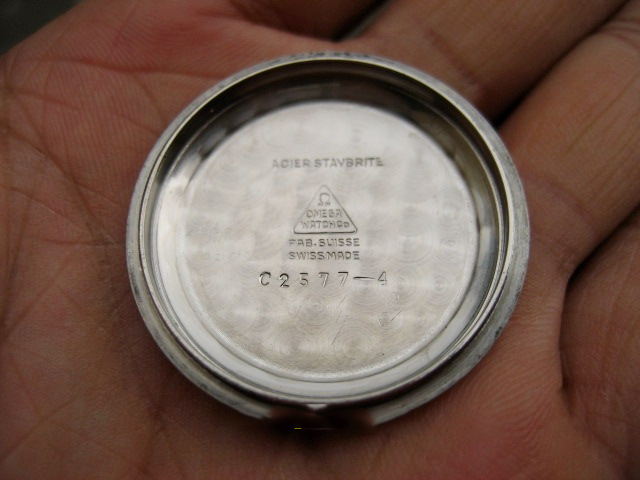 ACIER STAYBRITE
Ω
OMEGA
WATCH Co
FAB. SUISSE
SWISS MADE
C2577-4